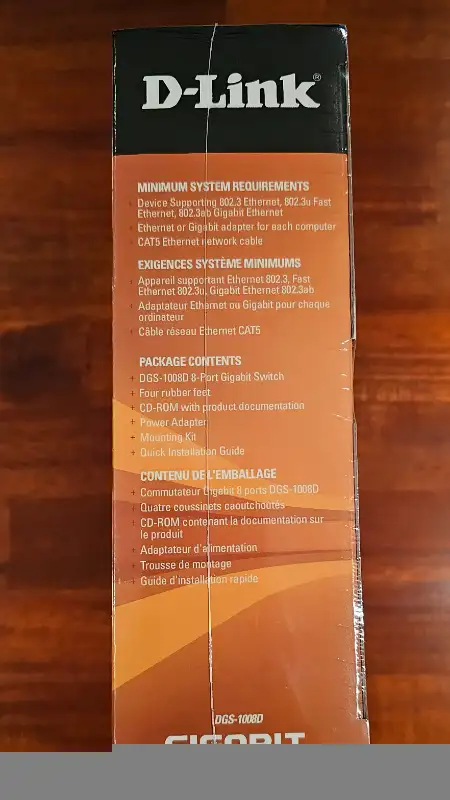 D-Link®
MINIMUM SYSTEM REQUIREMENTS
+ Device Supporting 802.3 Ethernet, 802.3u Fast
Ethernet, 802.3ab Gigabit Ethernet
+ Ethernet or Gigabit adapter for each computer
+ CAT5 Ethernet network cable
EXIGENCES SYSTÈME MINIMUMS
+ Appareil supportant Ethernet 802.3, Fast
Ethernet 802.3u, Gigabit Ethernet 802.3ab
+ Adaptateur Ethernet ou Gigabit pour chaque
ordinateur
+ Câble réseau Ethernet CAT5
PACKAGE CONTENTS
+ DGS-1008D 8-Port Gigabit Switch
+ Four rubber feet
+ CD-ROM with product documentation
+ Power Adapter
+ Mounting Kit
+ Quick Installation Guide
CONTENU DE L'EMBALLAGE
+ Commutateur Gigabit 8 ports DGS-1008D
+ Quatre coussinets caoutchoutés
+ CD-ROM contenant la documentation sur
le produit
+ Adaptateur d'alimentation
+ Trousse de montage
+ Guide d'installation rapide
DGS-1008D
GIGABIT